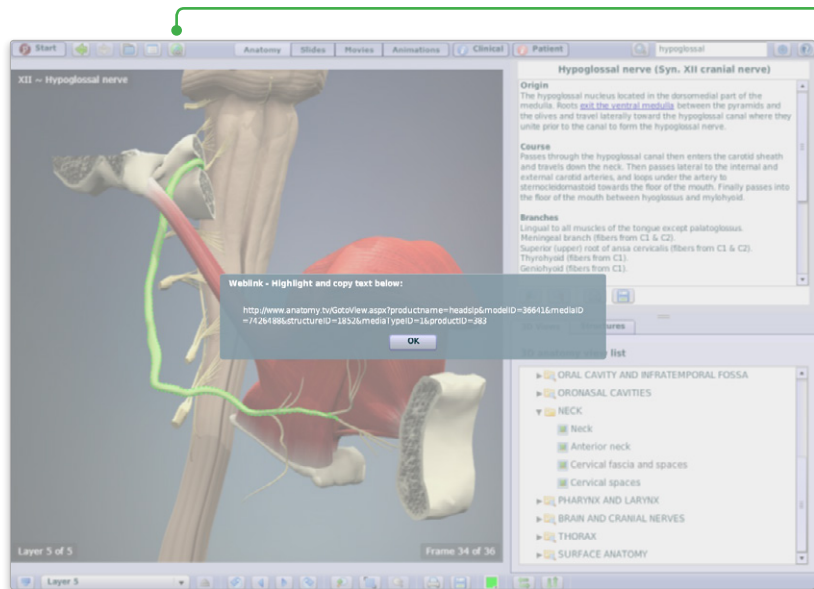 Start
Anatomy Slides Movies Animations Clinical Patient
hypoglossal
XII ~ Hypoglossal nerve
Hypoglossal nerve (Syn. XII cranial nerve)
Origin
The hypoglossal nucleus located in the dorsomedial part of the
medulla. Roots exit the ventral medulla between the pyramids and
the olives and travel laterally toward the hypoglossal canal where they
unite prior to the canal to form the hypoglossal nerve.
Course
Passes through the hypoglossal canal then enters the carotid sheath
and travels down the neck. Then passes lateral to the internal and
external carotid arteries, and loops under the artery to
sternocleidomastoid towards the floor of the mouth. Finally passes into
the floor of the mouth between hyoglossus and mylohyoid.
Branches
Lingual to all muscles of the tongue except palatoglossus.
Meningeal branch (fibers from C1 & C2).
Superior (upper) root of ansa cervicalis (fibers from C1 & C2).
Thyrohyoid (fibers from C1).
Geniohyoid (fibers from C1).
Weblink - Highlight and copy text below:
http://www.anatomy.tv/GotoView.aspx?productname=headslp&modelID=36641&mediaID
=7426488&structureID=1852&mediaTypeID=1&productID=383
OK
list
ORAL CAVITY AND INFRATEMPORAL FOSSA
ORONASAL CAVITIES
NECK
Neck
Anterior neck
Cervical fascia and spaces
Cervical spaces
PHARYNX AND LARYNX
BRAIN AND CRANIAL NERVES
THORAX
SURFACE ANATOMY
Layer 5 of 5
Frame 34 of 36
Layer 5